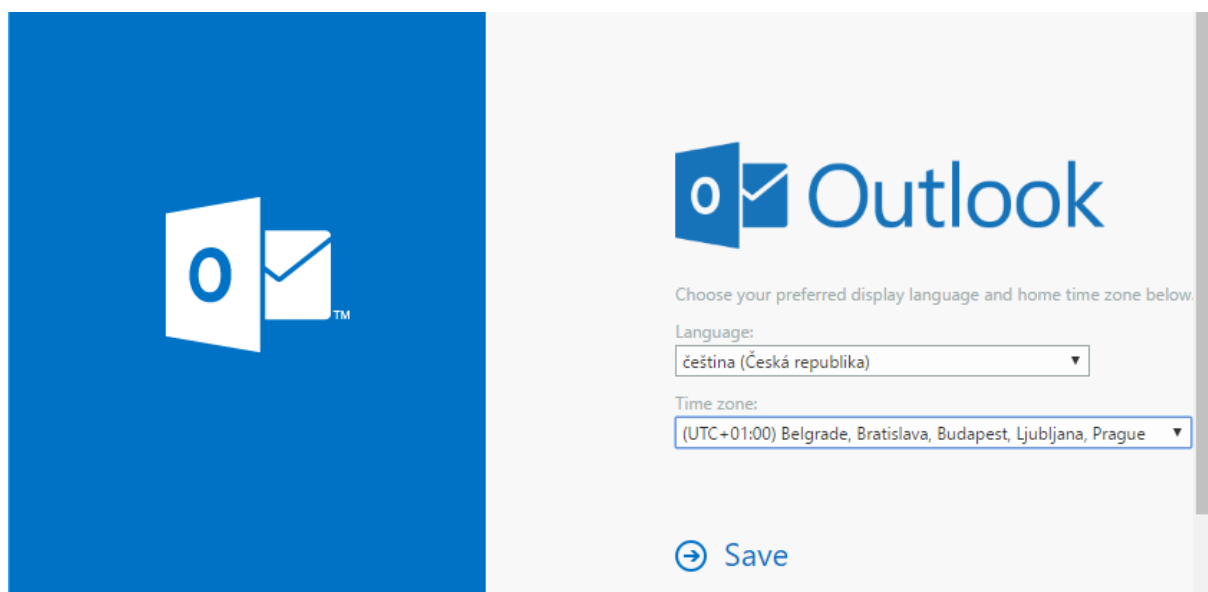 O
TM
O
Outlook
Choose your preferred display language and home time zone below.
Language:
čeština (Česká republika)
Time zone:
(UTC+01:00) Belgrade, Bratislava, Budapest, Ljubljana, Prague
Save